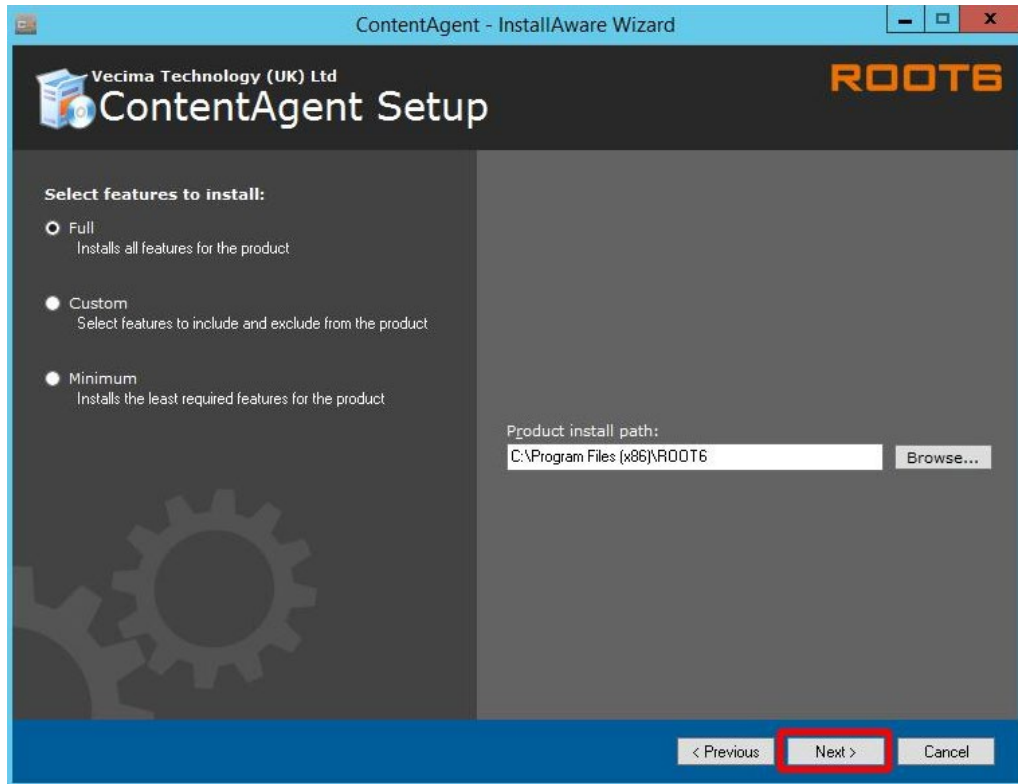 ContentAgent - InstallAware Wizard
Vecima Technology (UK) Ltd
ContentAgent Setup
ROOT6
Select features to install:
Full
Installs all features for the product
Custom
Select features to include and exclude from the product
Minimum
Installs the least required features for the product
Product install path:
C:\Program Files (x86)\ROOT6
Browse...
< Previous
Next >
Cancel